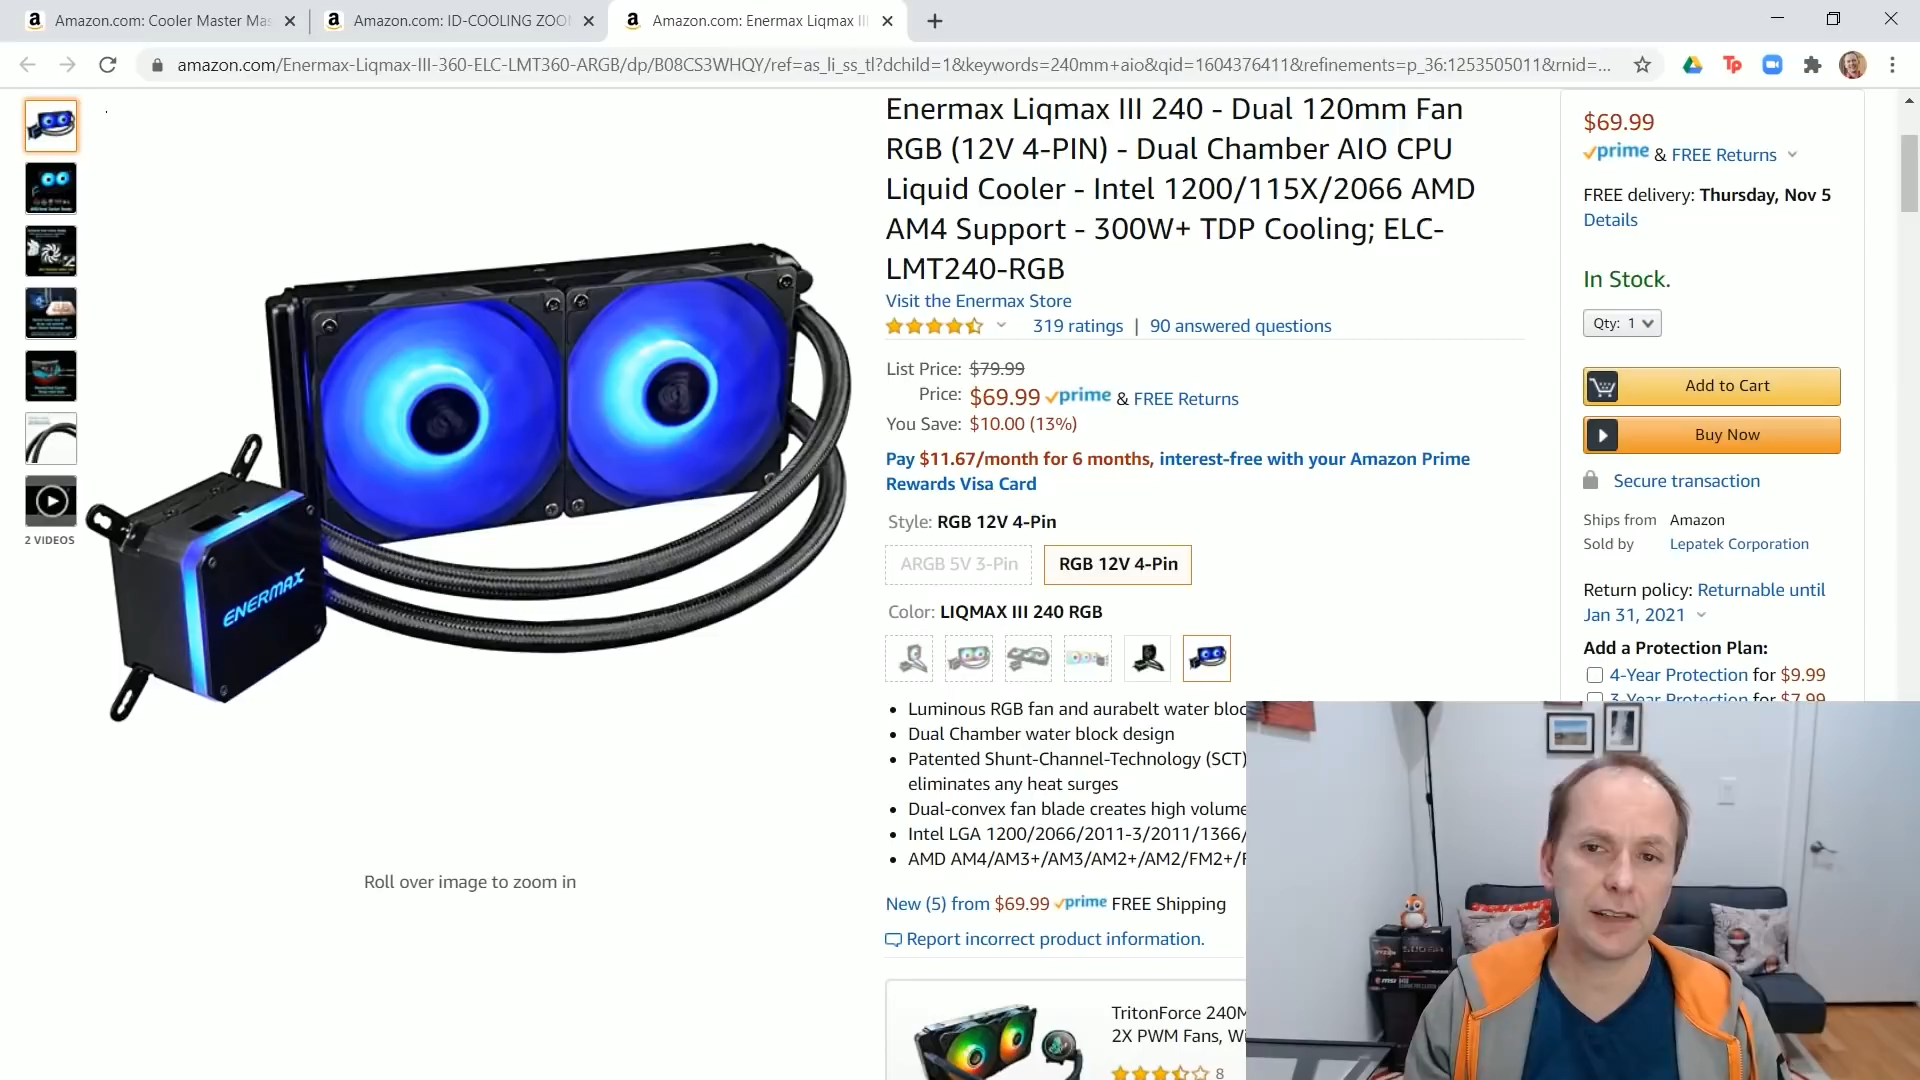 Amazon.com: Cooler Master Mas
Amazon.com: ID-COOLING ZOO
Amazon.com: Enermax Liqmax III
amazon.com/Enermax-Liqmax-III-360-ELC-LMT360-ARGB/dp/B08CS3WHQY/ref=as_li_ss_tl?dchild=1&keywords=240mm+aio&qid=1604376411&refinements=p_36:1253505011&rnid=...
2 VIDEOS
ENERMAX
Roll over image to zoom in
Enermax Liqmax III 240 - Dual 120mm Fan
RGB (12V 4-PIN) - Dual Chamber AIO CPU
Liquid Cooler - Intel 1200/115X/2066 AMD
AM4 Support - 300W+ TDP Cooling; ELC-
LMT240-RGB
Visit the Enermax Store
319 ratings | 90 answered questions
List Price: $79.99
Price: $69.99 prime & FREE Returns
You Save: $10.00 (13%)
Pay $11.67/month for 6 months, interest-free with your Amazon Prime
Rewards Visa Card
Style: RGB 12V 4-Pin
ARGB 5V 3-Pin RGB 12V 4-Pin
Color: LIQMAX III 240 RGB
• Luminous RGB fan and aurabelt water bloc
• Dual Chamber water block design
• Patented Shunt-Channel-Technology (SCT)
eliminates any heat surges
• Dual-convex fan blade creates high volume
• Intel LGA 1200/2066/2011-3/2011/1366/
• AMD AM4/AM3+/AM3/AM2+/AM2/FM2+/F
New (5) from $69.99 prime FREE Shipping
Report incorrect product information.
TritonForce 240M
2X PWM Fans, Wi
8
$69.99
prime & FREE Returns
FREE delivery: Thursday, Nov 5
Details
In Stock.
Qty: 1
Add to Cart
Buy Now
Secure transaction
Ships from Amazon
Sold by Lepatek Corporation
Return policy: Returnable until
Jan 31, 2021
Add a Protection Plan:
4-Year Protection for $9.99
3-Year Protection for $7.99
msi